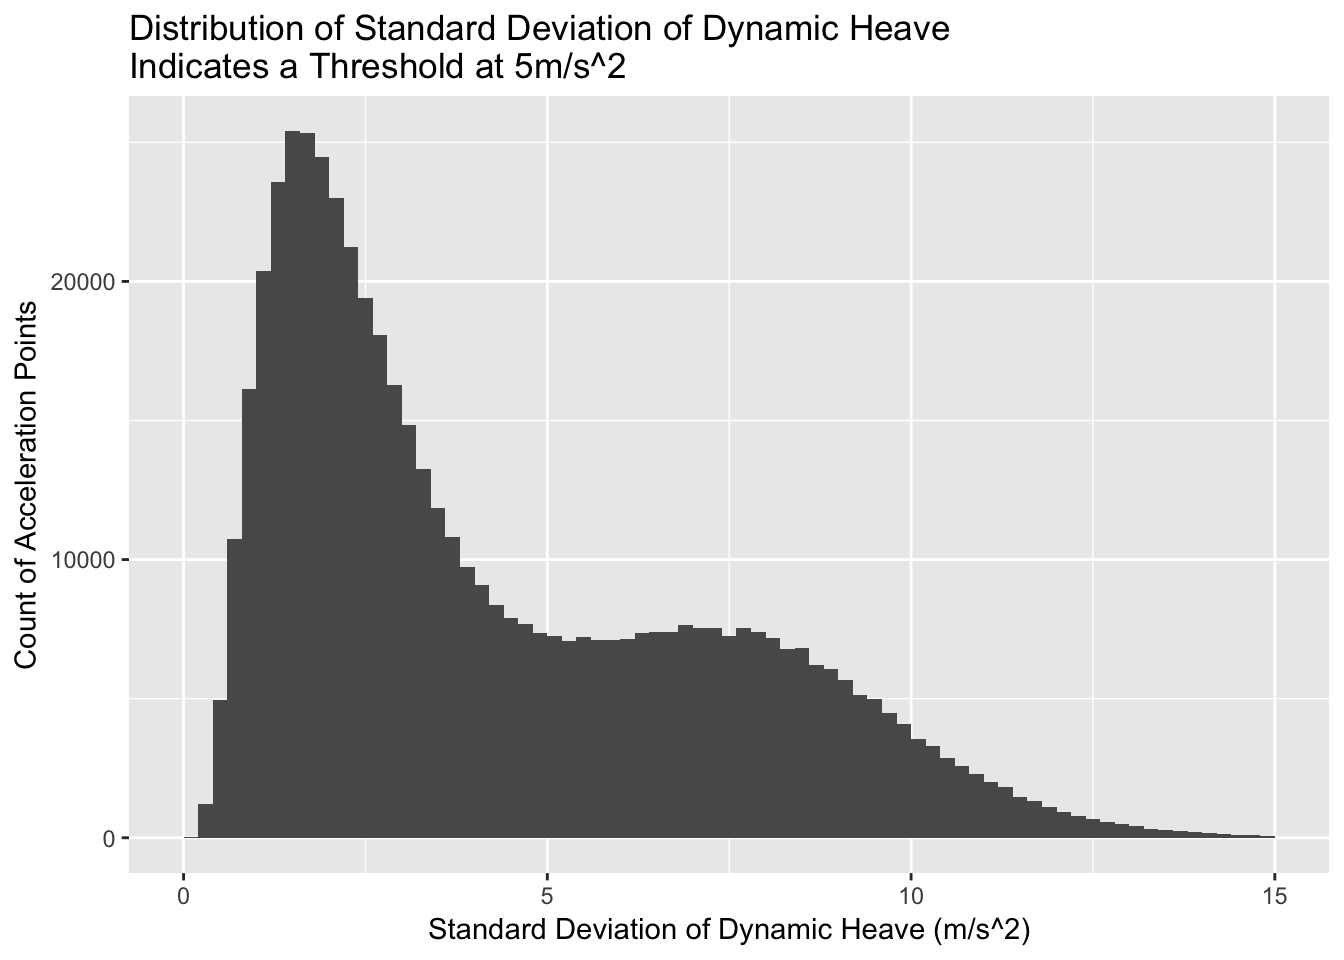 Distribution of Standard Deviation of Dynamic Heave
Indicates a Threshold at 5m/s^2
Count of Acceleration Points
20000
10000
0
0
5
10
15
Standard Deviation of Dynamic Heave (m/s^2)